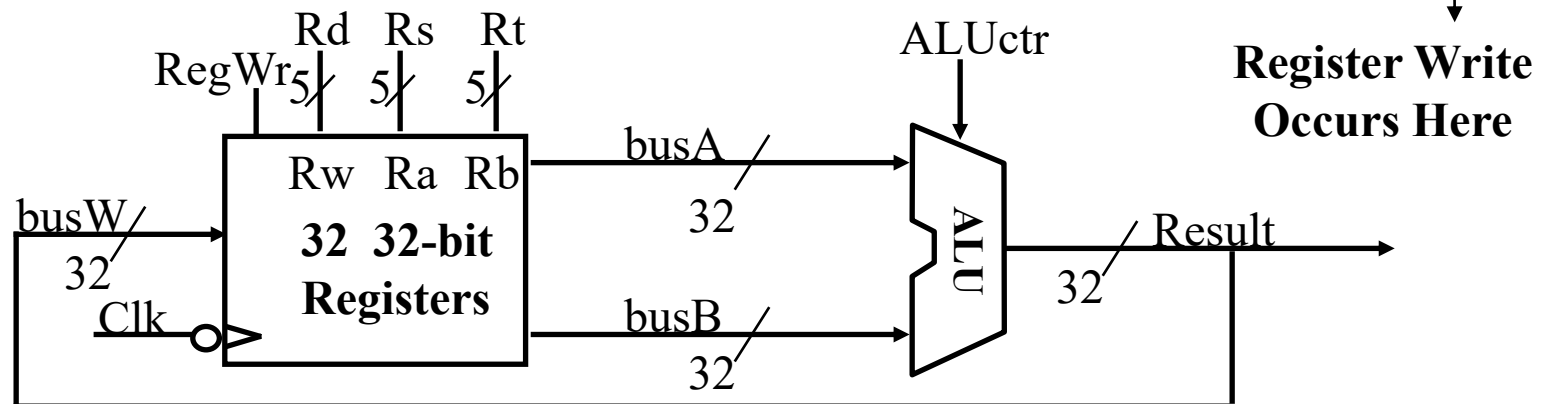 Rd Rs Rt
RegWr 5 5 5
ALUctr
Register Write
Occurs Here
Rw Ra Rb
32 32-bit
Registers
busW
32
Clk
busA
32
busB
32
ALU
Result
32